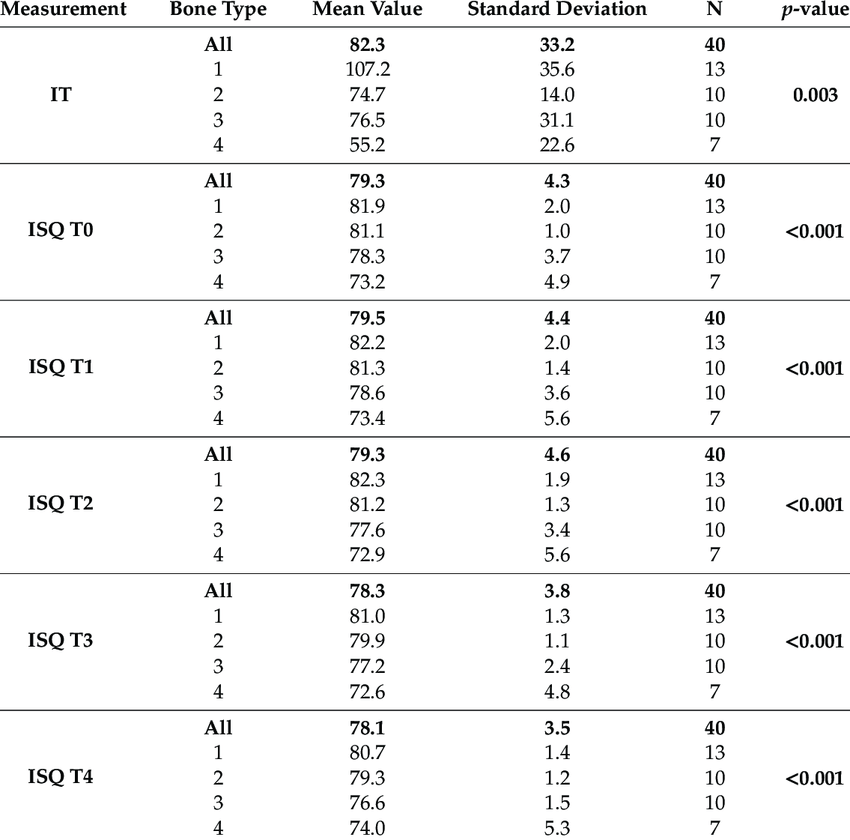 Measurement Bone Type Mean Value Standard Deviation N p-value
All 82.3 33.2 40
1 107.2 35.6 13
IT 2 74.7 14.0 10 0.003
3 76.5 31.1 10
4 55.2 22.6 7
All 79.3 4.3 40
1 81.9 2.0 13
ISQ T0 2 81.1 1.0 10 <0.001
3 78.3 3.7 10
4 73.2 4.9 7
All 79.5 4.4 40
1 82.2 2.0 13
ISQ T1 2 81.3 1.4 10 <0.001
3 78.6 3.6 10
4 73.4 5.6 7
All 79.3 4.6 40
1 82.3 1.9 13
ISQ T2 2 81.2 1.3 10 <0.001
3 77.6 3.4 10
4 72.9 5.6 7
All 78.3 3.8 40
1 81.0 1.3 13
ISQ T3 2 79.9 1.1 10 <0.001
3 77.2 2.4 10
4 72.6 4.8 7
All 78.1 3.5 40
1 80.7 1.4 13
ISQ T4 2 79.3 1.2 10 <0.001
3 76.6 1.5 10
4 74.0 5.3 7